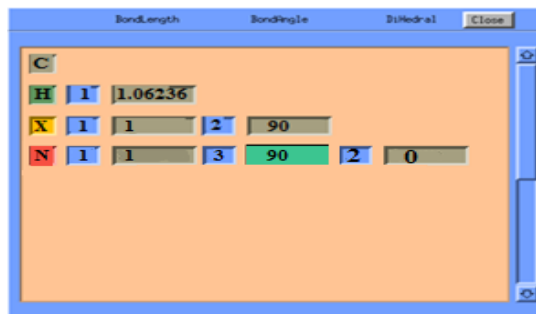 BondLength BondAngle DiHedral Close
C
H 1 1.06236
X 1 1 2 90
N 1 1 3 90 2 0